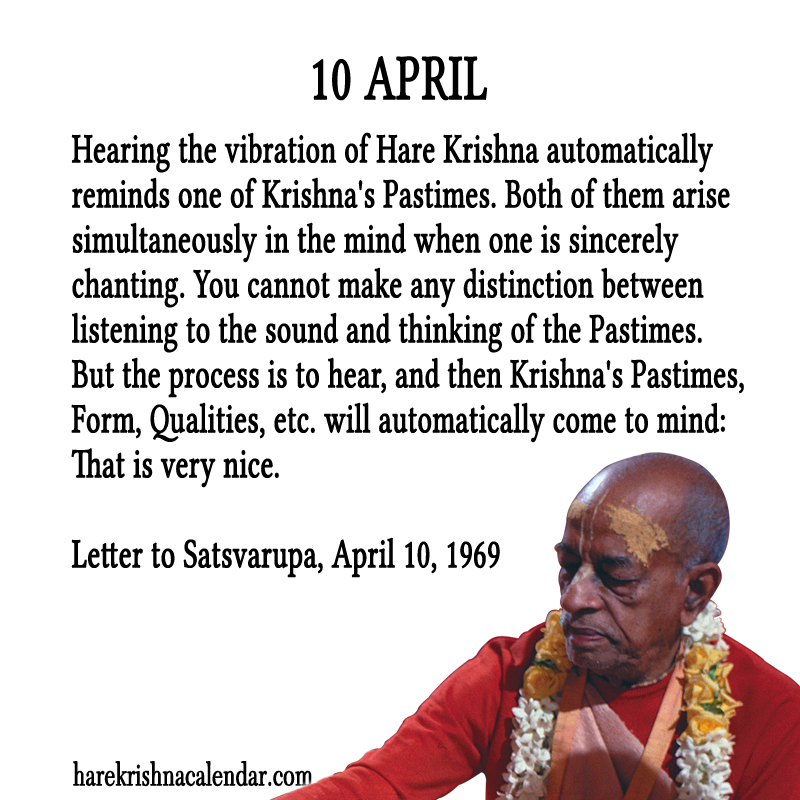 10 APRIL
Hearing the vibration of Hare Krishna automatically
reminds one of Krishna's Pastimes. Both of them arise
simultaneously in the mind when one is sincerely
chanting. You cannot make any distinction between
listening to the sound and thinking of the Pastimes.
But the process is to hear, and then Krishna's Pastimes,
Form, Qualities, etc. will automatically come to mind:
That is very nice.
Letter to Satsvarupa, April 10, 1969
harekrishnacalendar.com